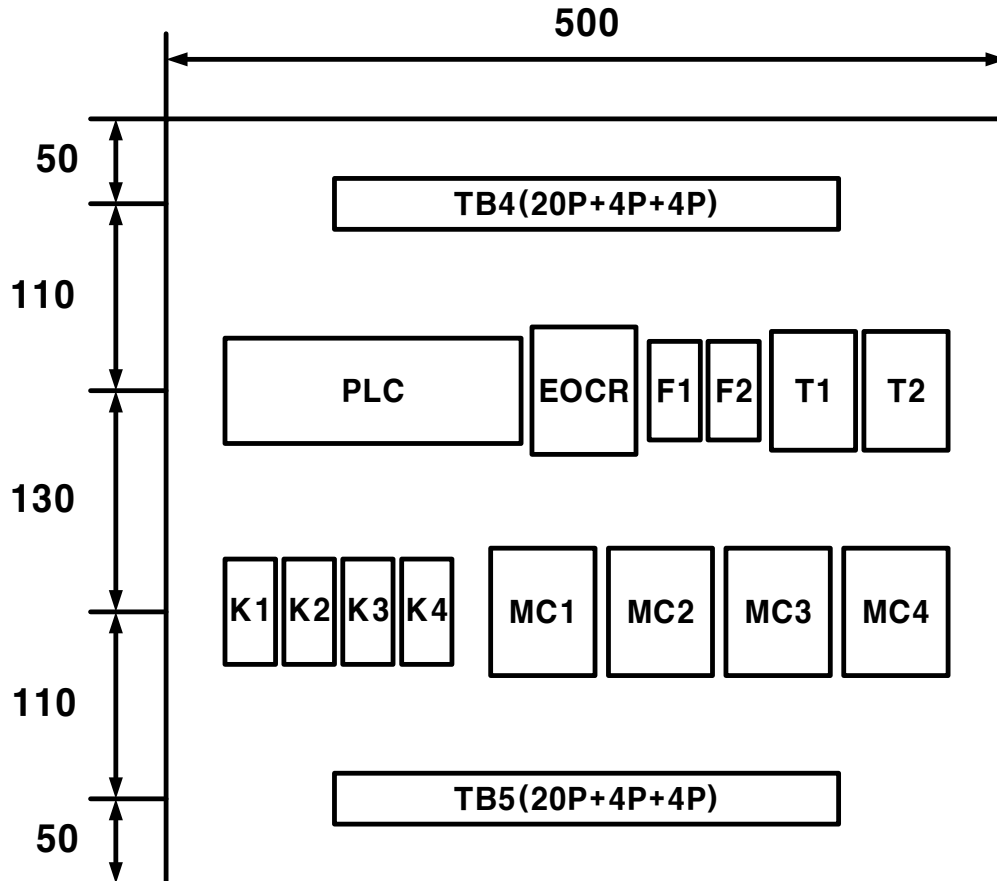 500
50
TB4(20P+4P+4P)
110
PLC EOCR F1 F2 T1 T2
130
K1 K2 K3 K4 MC1 MC2 MC3 MC4
110
TB5(20P+4P+4P)
50